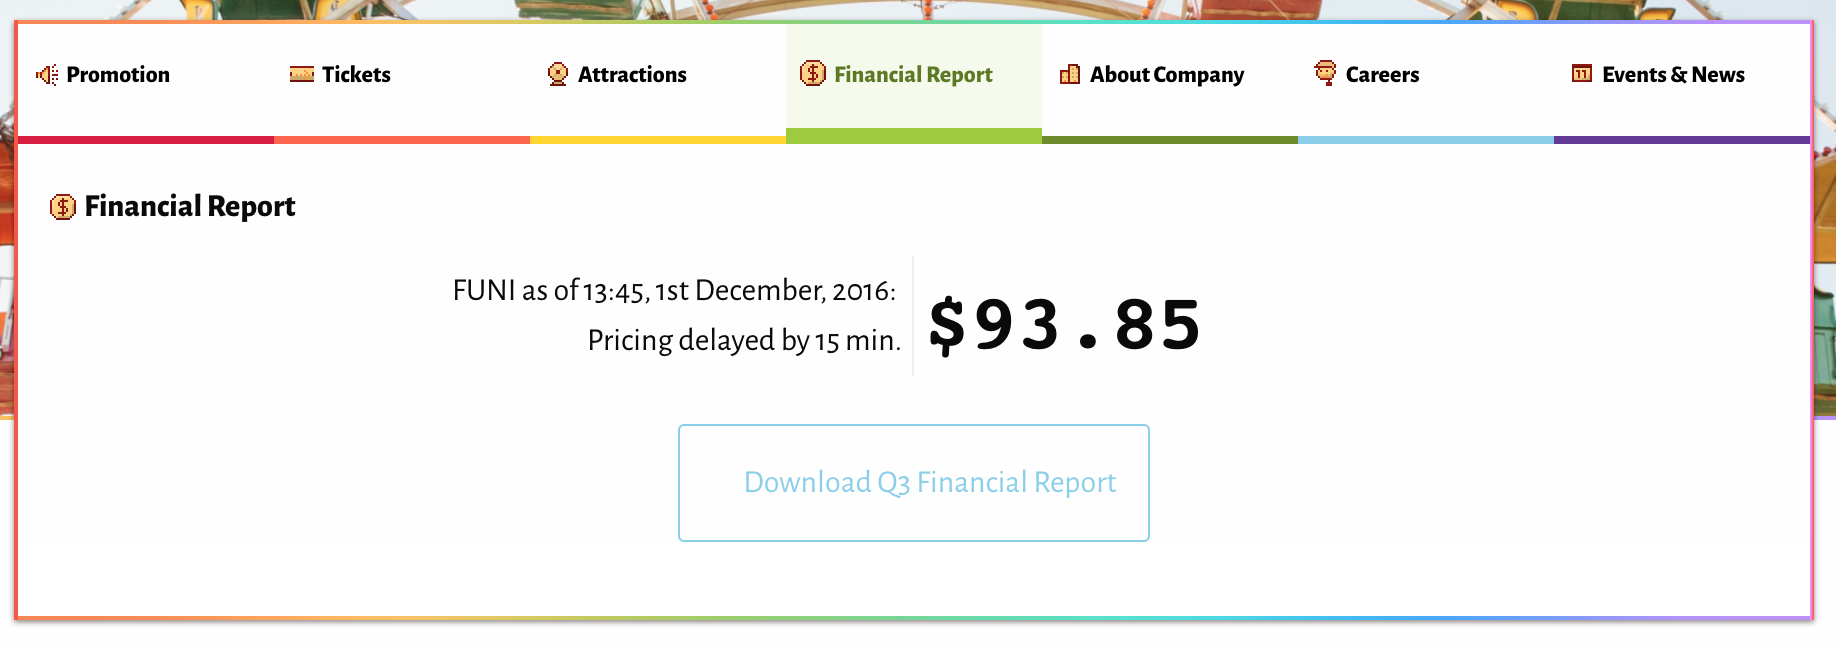 Promotion
Tickets
Attractions
Financial Report
About Company
Careers
Events & News
Financial Report
FUNI as of 13:45, 1st December, 2016:
Pricing delayed by 15 min.
$93.85
Download Q3 Financial Report